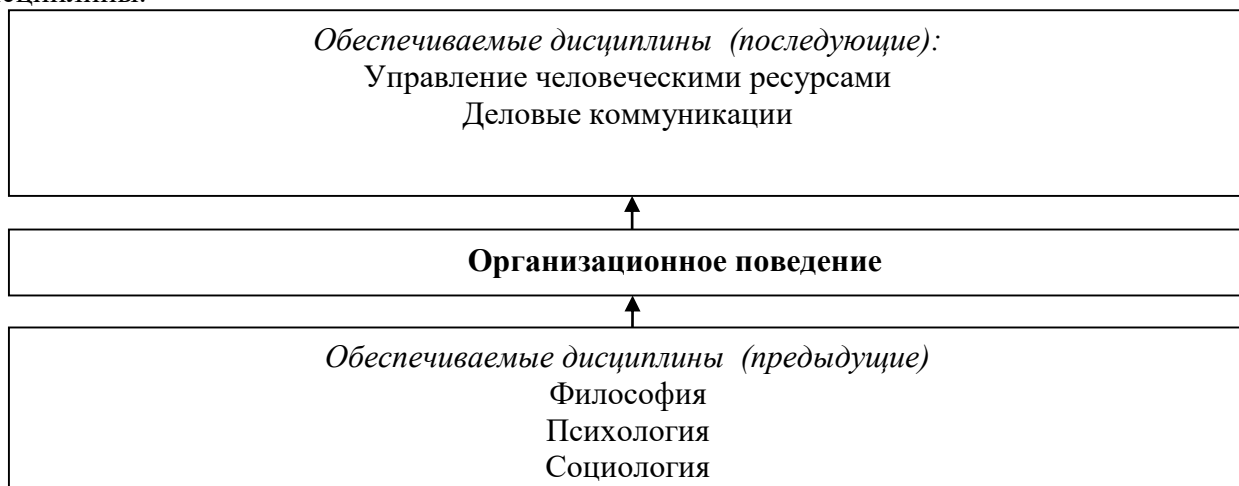 Обеспечиваемые дисциплины (последующие):
Управление человеческими ресурсами
Деловые коммуникации
Организационное поведение
Обеспечиваемые дисциплины (предыдущие)
Философия
Психология
Социология